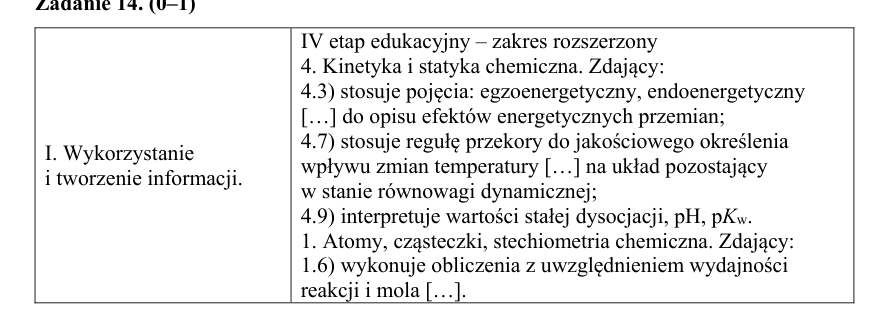 Zadanie 14. (0–1)
I. Wykorzystanie
i tworzenie informacji.
IV etap edukacyjny – zakres rozszerzony
4. Kinetyka i statyka chemiczna. Zdający:
4.3) stosuje pojęcia: egzoenergetyczny, endoenergetyczny
[…] do opisu efektów energetycznych przemian;
4.7) stosuje regułę przekory do jakościowego określenia
wpływu zmian temperatury […] na układ pozostający
w stanie równowagi dynamicznej;
4.9) interpretuje wartości stałej dysocjacji, pH, pKw.
1. Atomy, cząsteczki, stechiometria chemiczna. Zdający:
1.6) wykonuje obliczenia z uwzględnieniem wydajności
reakcji i mola […].